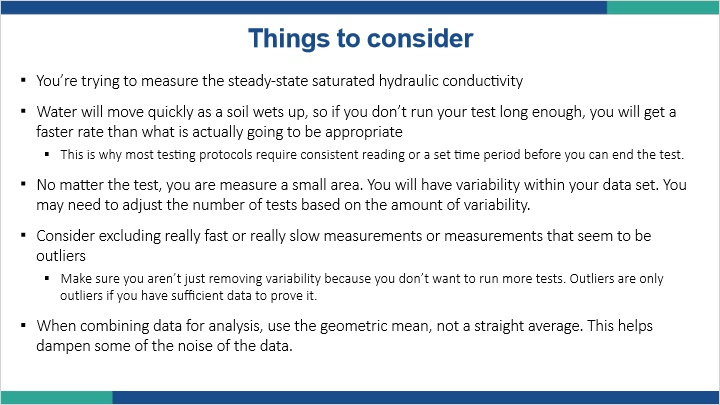 Things to consider
▪ You’re trying to measure the steady-state saturated hydraulic conductivity
▪ Water will move quickly as a soil wets up, so if you don’t run your test long enough, you will get a
faster rate than what is actually going to be appropriate
▪ This is why most testing protocols require consistent reading or a set time period before you can end the test.
▪ No matter the test, you are measure a small area. You will have variability within your data set. You
may need to adjust the number of tests based on the amount of variability.
▪ Consider excluding really fast or really slow measurements or measurements that seem to be
outliers
▪ Make sure you aren’t just removing variability because you don’t want to run more tests. Outliers are only
outliers if you have sufficient data to prove it.
▪ When combining data for analysis, use the geometric mean, not a straight average. This helps
dampen some of the noise of the data.